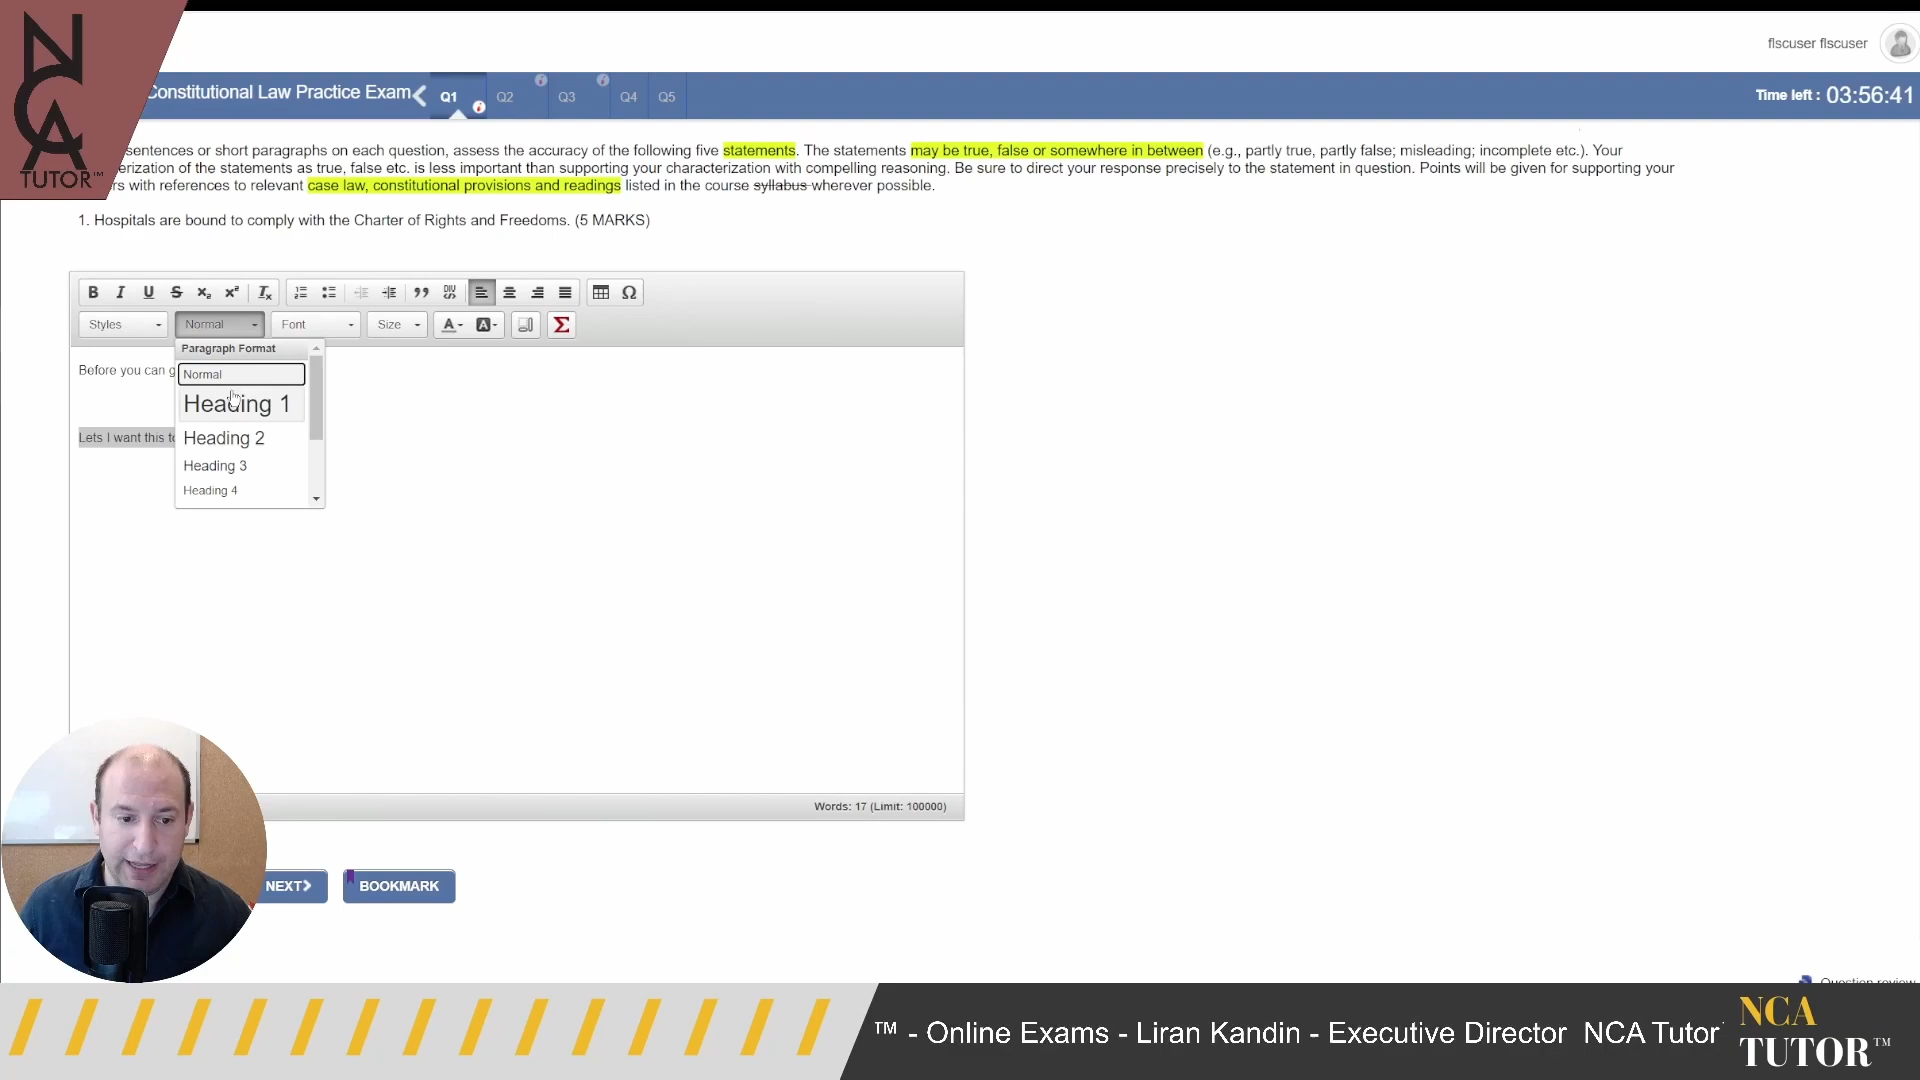 NCA
TUTOR™
flscuser flscuser
Constitutional Law Practice Exam
Q1
Q2
Q3
Q4
Q5
Time left : 03:56:41
sentences or short paragraphs on each question, assess the accuracy of the following five statements. The statements may be true, false or somewhere in between (e.g., partly true, partly false; misleading; incomplete etc.). Your
erization of the statements as true, false etc. is less important than supporting your characterization with compelling reasoning. Be sure to direct your response precisely to the statement in question. Points will be given for supporting your
rs with references to relevant case law, constitutional provisions and readings listed in the course syllabus wherever possible.
1. Hospitals are bound to comply with the Charter of Rights and Freedoms. (5 MARKS)
Styles
Normal
Font
Size
Paragraph Format
Before you can g
Normal
Heading 1
Lets I want this to
Heading 2
Heading 3
Heading 4
Words: 17 (Limit: 100000)
NEXT
BOOKMARK
Question review
™ - Online Exams - Liran Kandin - Executive Director NCA Tutor
NCA
TUTOR™